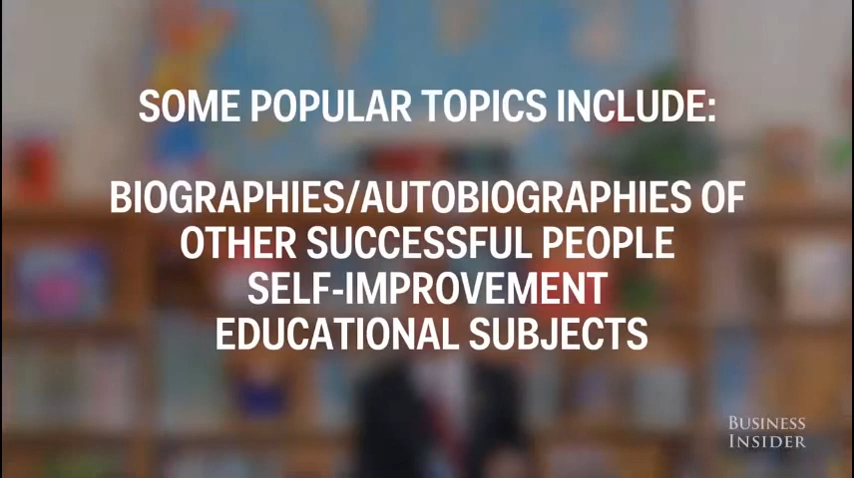 SOME POPULAR TOPICS INCLUDE:
BIOGRAPHIES/AUTOBIOGRAPHIES OF
OTHER SUCCESSFUL PEOPLE
SELF-IMPROVEMENT
EDUCATIONAL SUBJECTS
BUSINESS
INSIDER